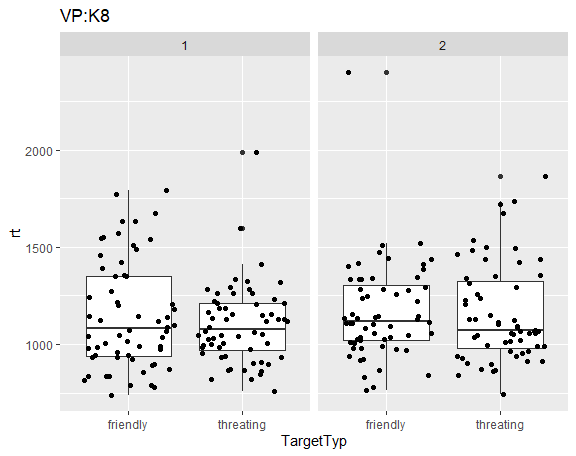 VP:K8
1 2
rt
2000
1500
1000
friendly threating friendly threating
TargetTyp